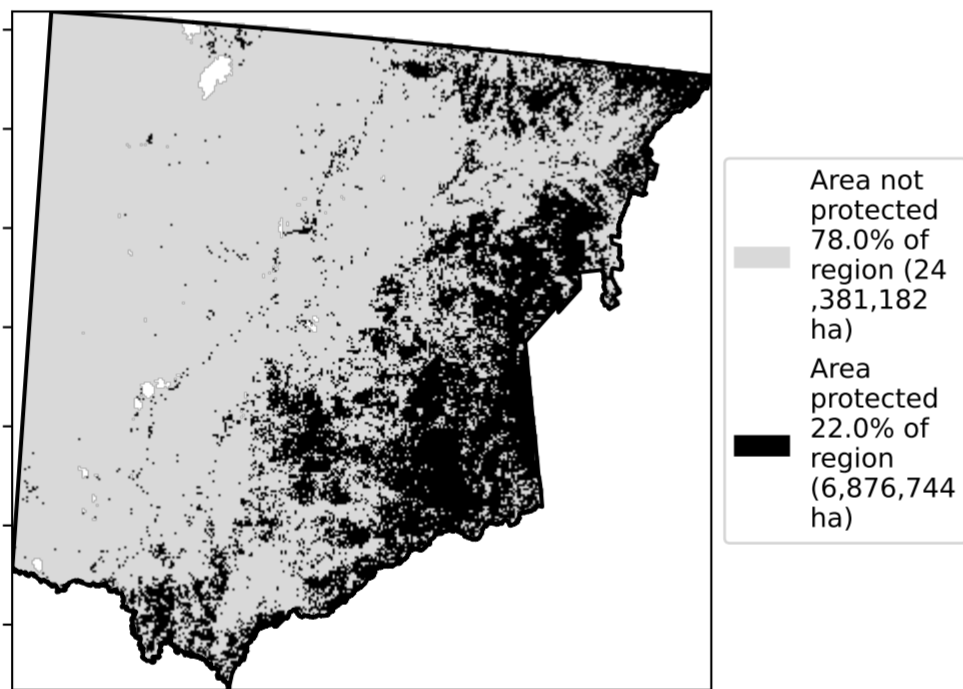 Area not
protected
78.0% of
region (24
,381,182
ha)
Area
protected
22.0% of
region
(6,876,744
ha)